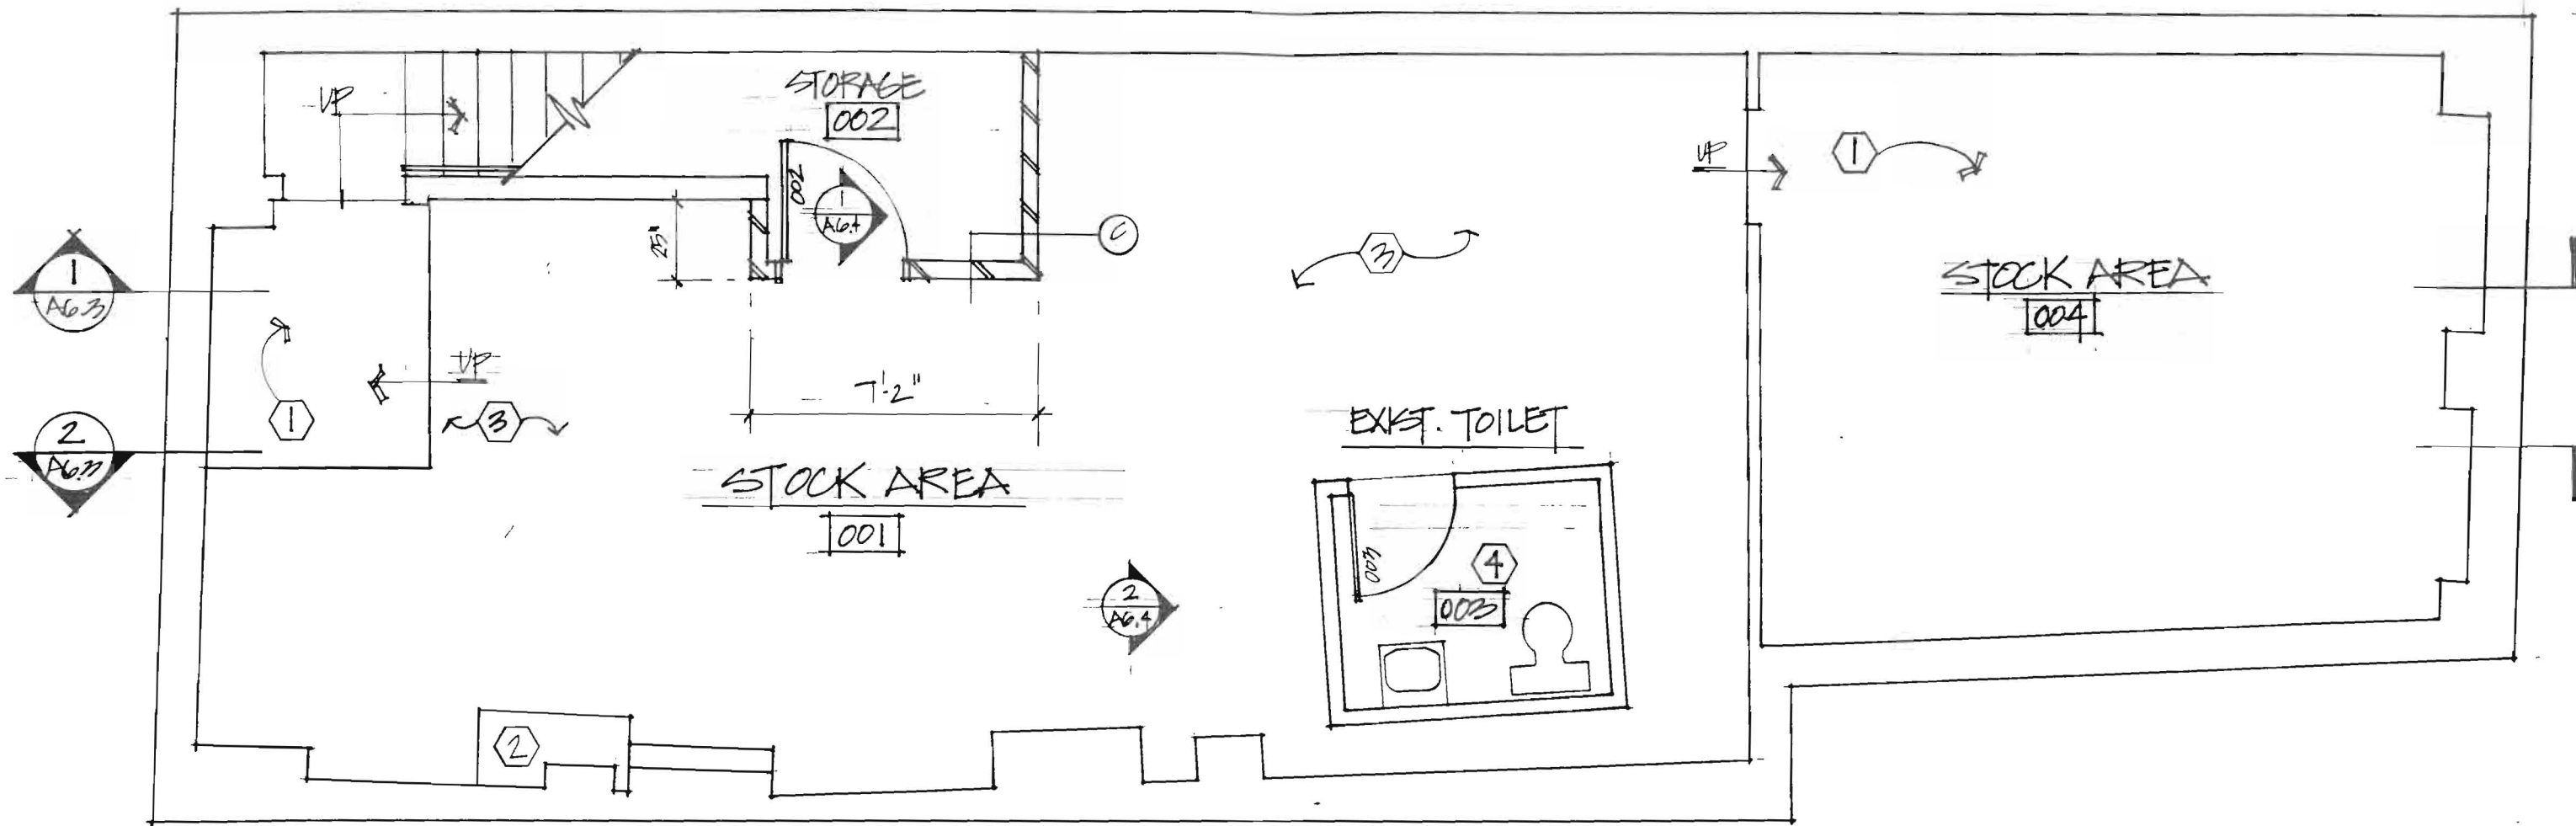 UP
STORAGE
002
002
1
A6.4
25"
C
UP
1
3
STOCK AREA
004
1
A6.3
UP
1
3
7'-2"
2
A6.3
EXIST. TOILET
STOCK AREA
001
003
4
003
2
A6.4
2